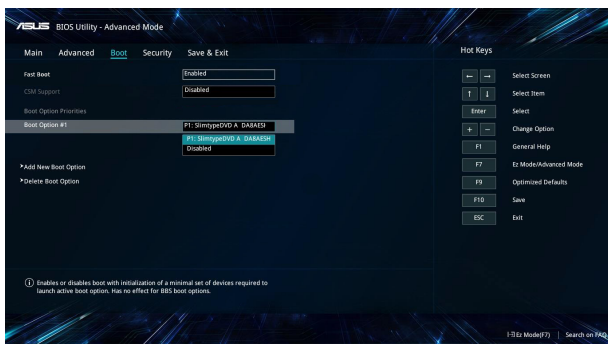 ASUS BIOS Utility - Advanced Mode
Main Advanced Boot Security Save & Exit
Hot Keys
Fast Boot Enabled
CSM Support Disabled
Boot Option Priorities
Boot Option #1 P1: SlimtypeDVD A DA8AESI
P1: SlimtypeDVD A DA8AESH
Disabled
Add New Boot Option
Delete Boot Option
← → Select Screen
↑ ↓ Select Item
Enter Select
+ − Change Option
F1 General Help
F7 Ez Mode/Advanced Mode
F9 Optimized Defaults
F10 Save
ESC Exit
Enables or disables boot with initialization of a minimal set of devices required to
launch active boot option. Has no effect for BBS boot options.
Ez Mode(F7) | Search on FAQ